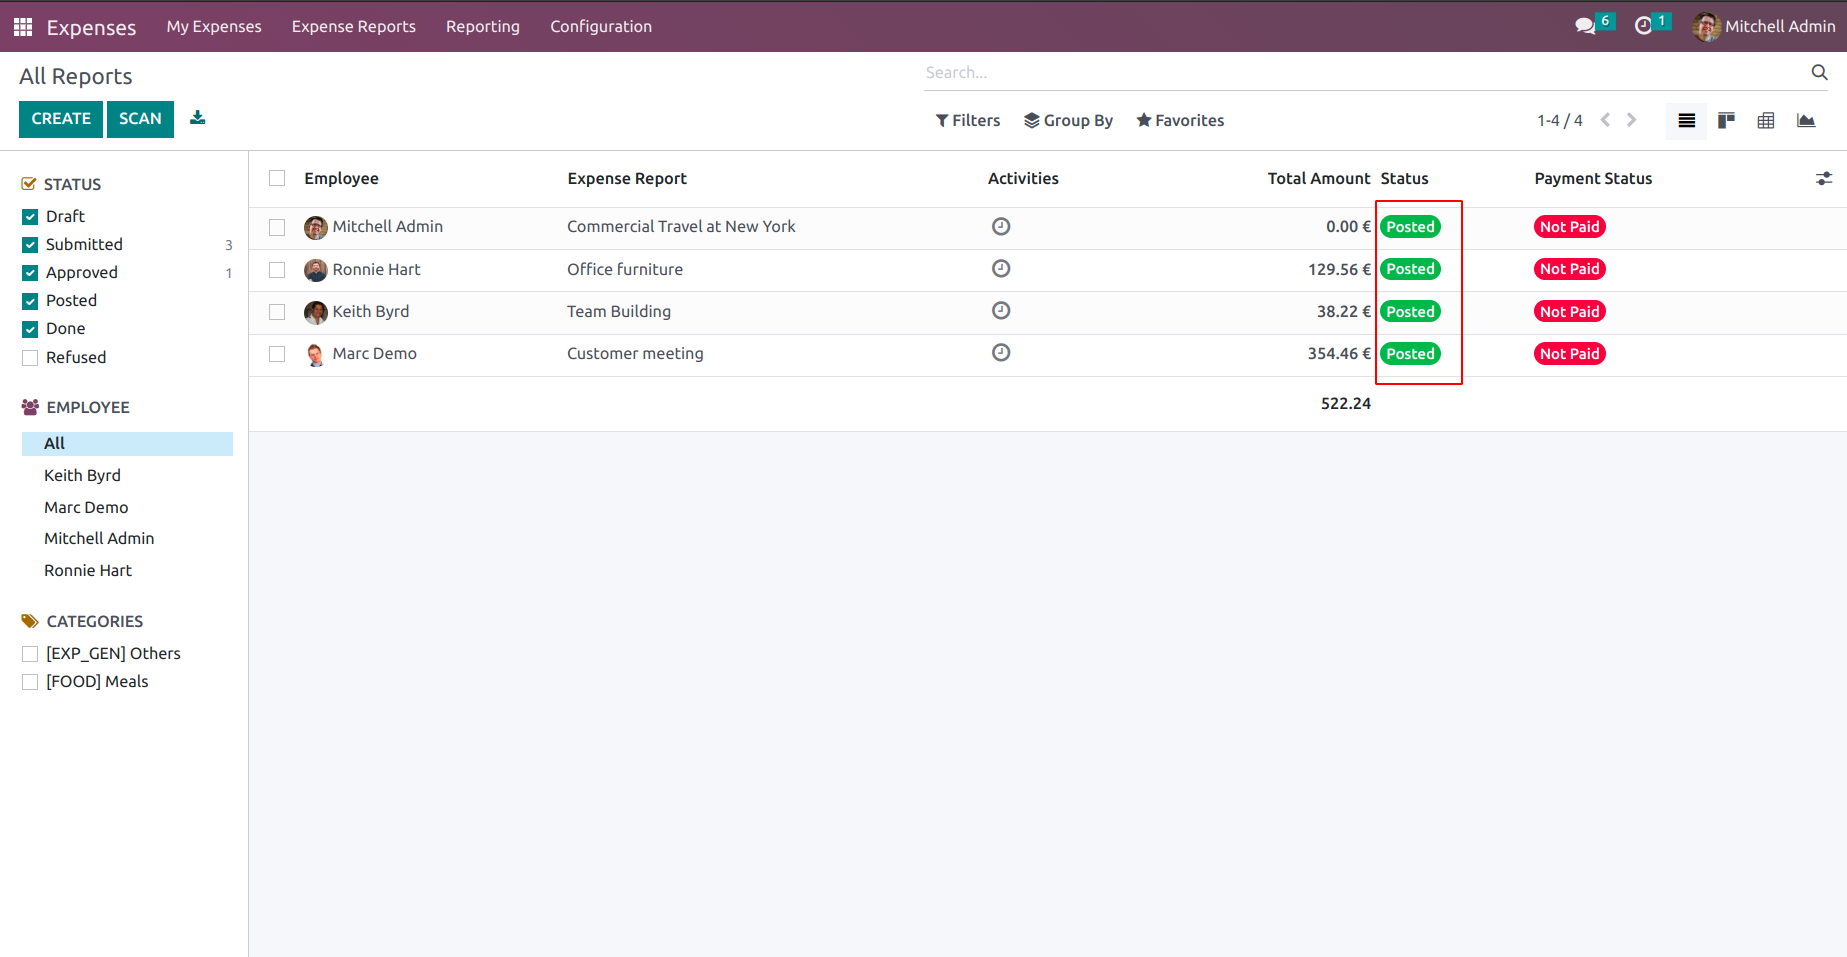 Expenses My Expenses Expense Reports Reporting Configuration 6 1 Mitchell Admin
All Reports Search...
CREATE SCAN Filters Group By Favorites 1-4 / 4
STATUS
Draft
Submitted 3
Approved 1
Posted
Done
Refused
EMPLOYEE
All
Keith Byrd
Marc Demo
Mitchell Admin
Ronnie Hart
CATEGORIES
[EXP_GEN] Others
[FOOD] Meals
Employee Expense Report Activities Total Amount Status Payment Status
Mitchell Admin Commercial Travel at New York 0.00 € Posted Not Paid
Ronnie Hart Office furniture 129.56 € Posted Not Paid
Keith Byrd Team Building 38.22 € Posted Not Paid
Marc Demo Customer meeting 354.46 € Posted Not Paid
522.24